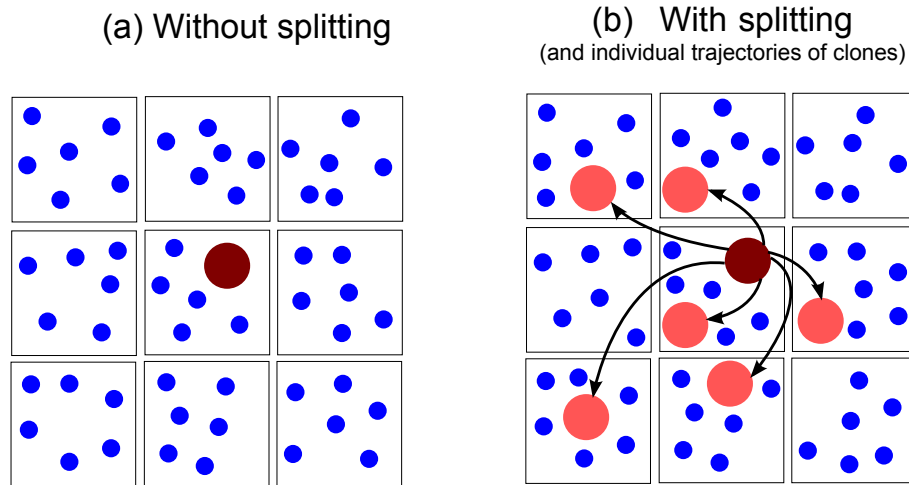 (a) Without splitting
(b) With splitting
(and individual trajectories of clones)